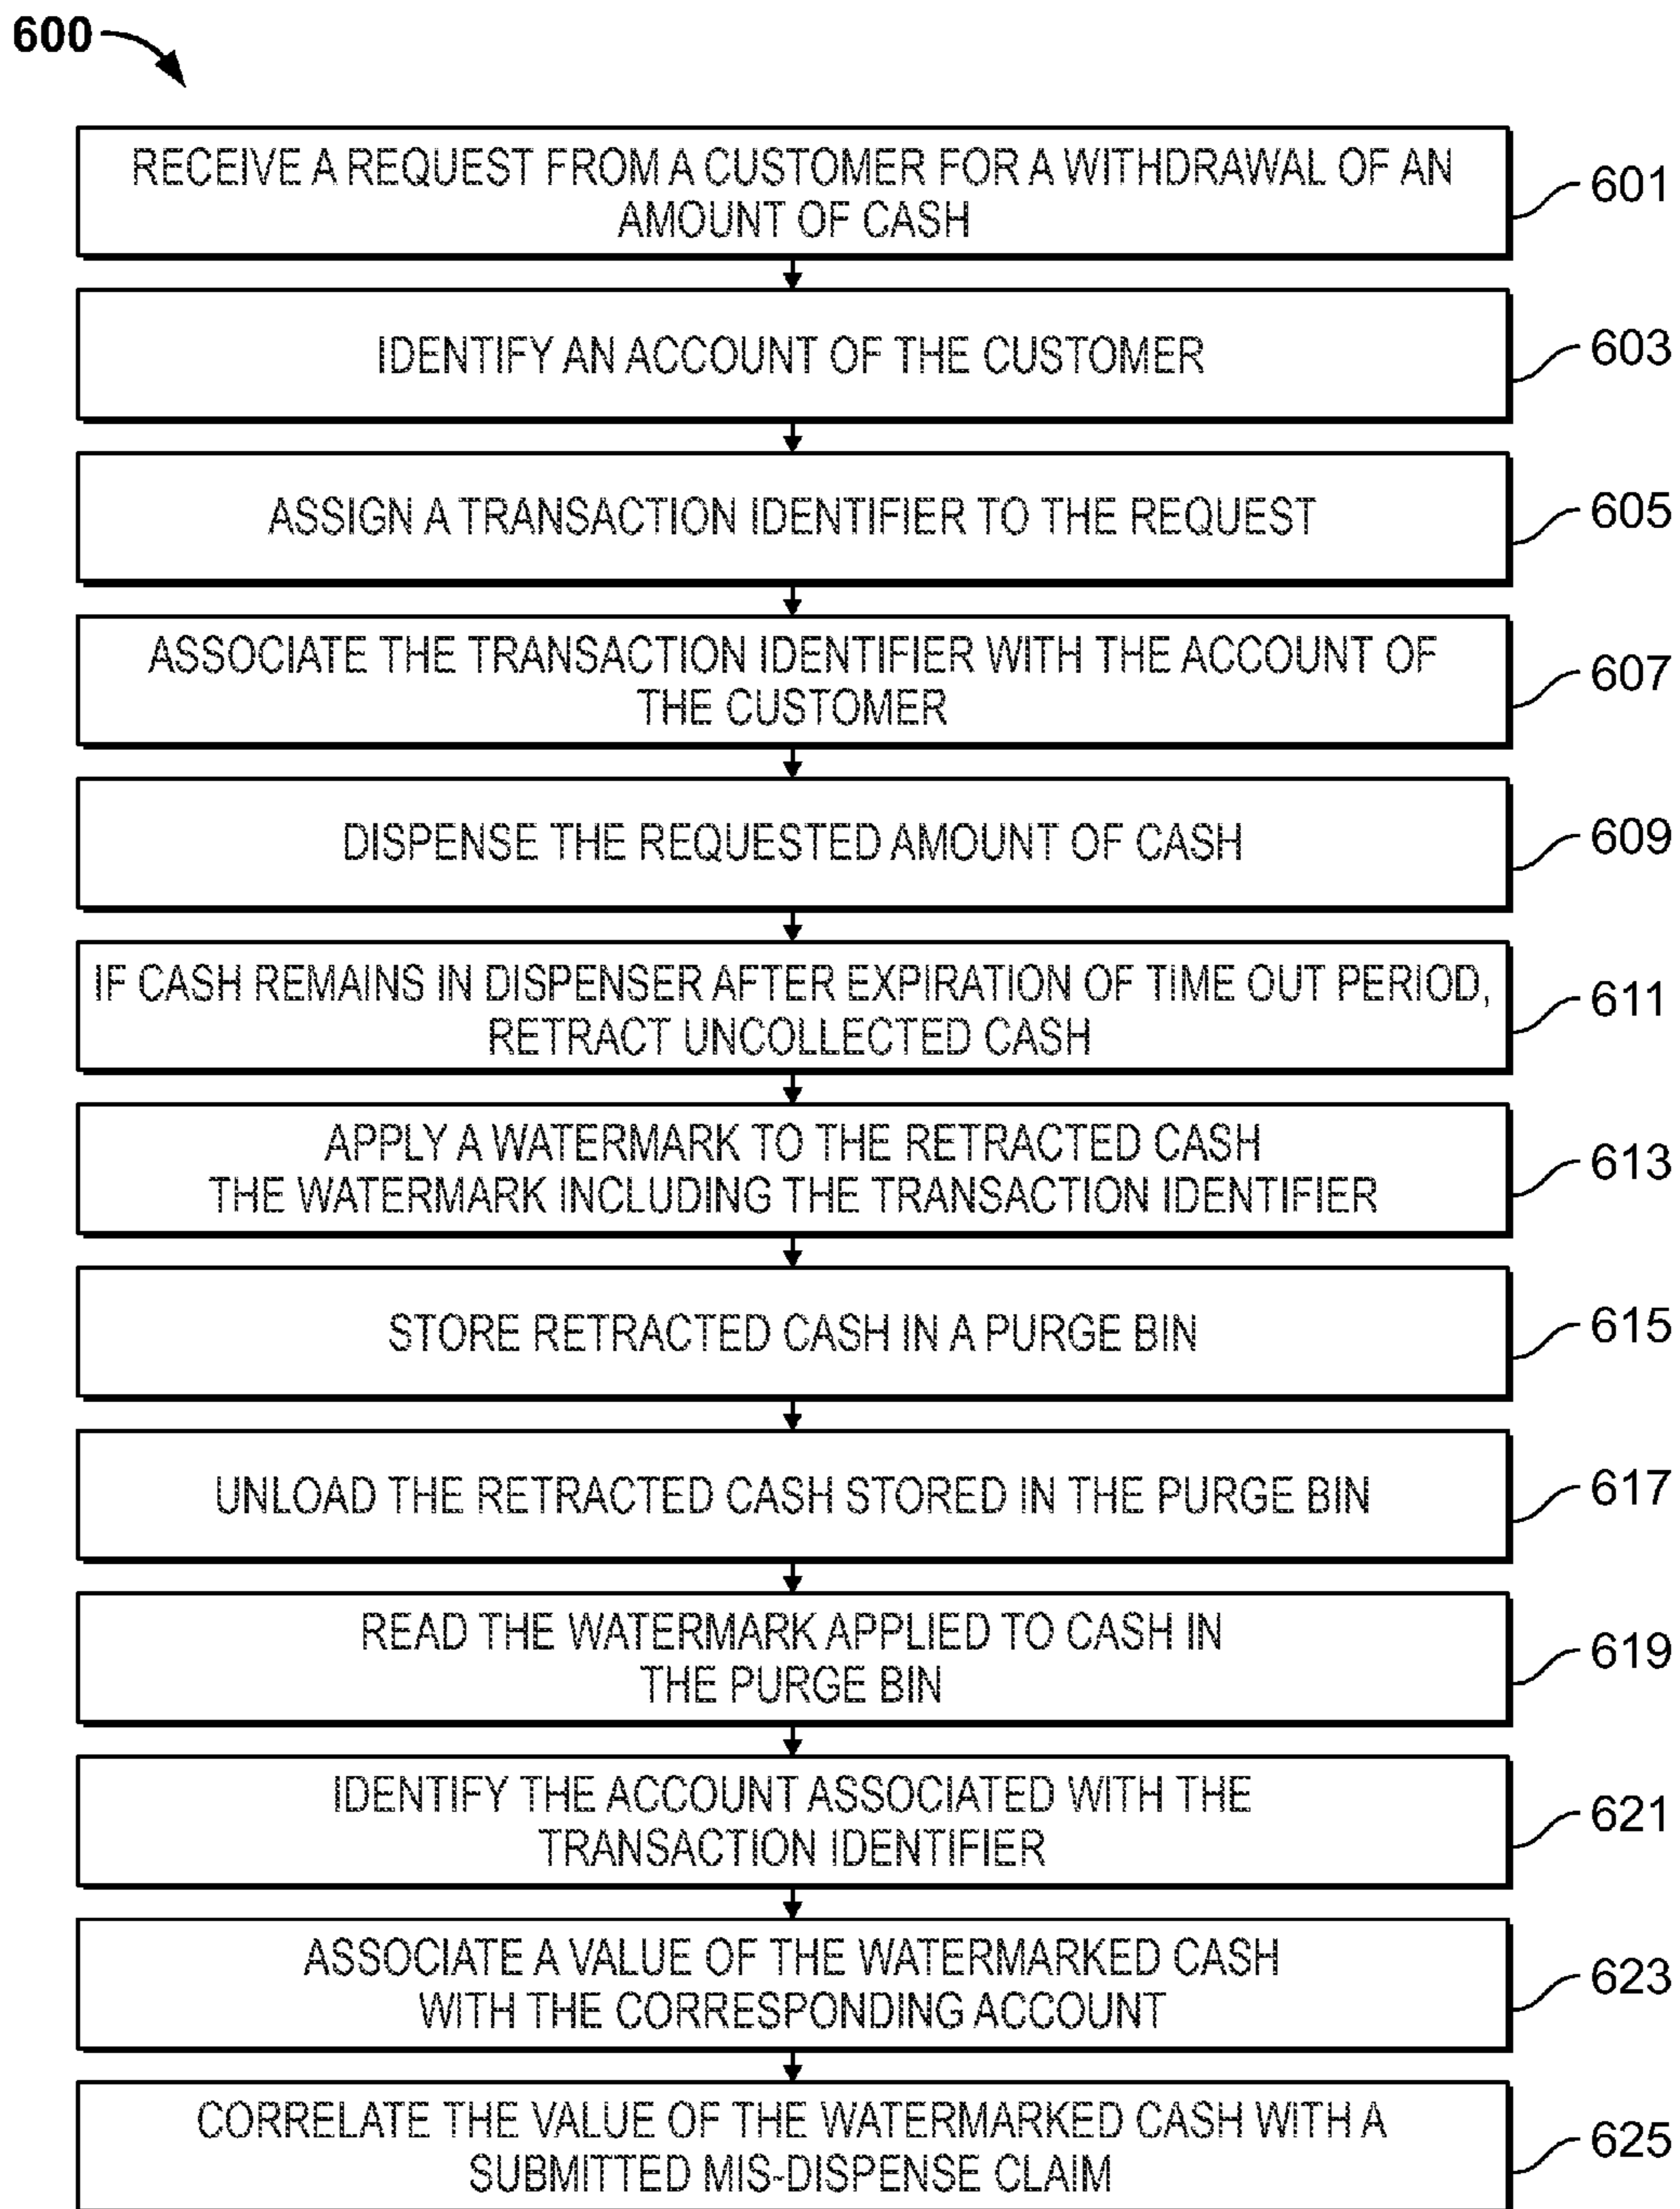 600
RECEIVE A REQUEST FROM A CUSTOMER FOR A WITHDRAWAL OF AN
AMOUNT OF CASH
601
IDENTIFY AN ACCOUNT OF THE CUSTOMER
603
ASSIGN A TRANSACTION IDENTIFIER TO THE REQUEST
605
ASSOCIATE THE TRANSACTION IDENTIFIER WITH THE ACCOUNT OF
THE CUSTOMER
607
DISPENSE THE REQUESTED AMOUNT OF CASH
609
IF CASH REMAINS IN DISPENSER AFTER EXPIRATION OF TIME OUT PERIOD,
RETRACT UNCOLLECTED CASH
611
APPLY A WATERMARK TO THE RETRACTED CASH
THE WATERMARK INCLUDING THE TRANSACTION IDENTIFIER
613
STORE RETRACTED CASH IN A PURGE BIN
615
UNLOAD THE RETRACTED CASH STORED IN THE PURGE BIN
617
READ THE WATERMARK APPLIED TO CASH IN
THE PURGE BIN
619
IDENTIFY THE ACCOUNT ASSOCIATED WITH THE
TRANSACTION IDENTIFIER
621
ASSOCIATE A VALUE OF THE WATERMARKED CASH
WITH THE CORRESPONDING ACCOUNT
623
CORRELATE THE VALUE OF THE WATERMARKED CASH WITH A
SUBMITTED MIS-DISPENSE CLAIM
625